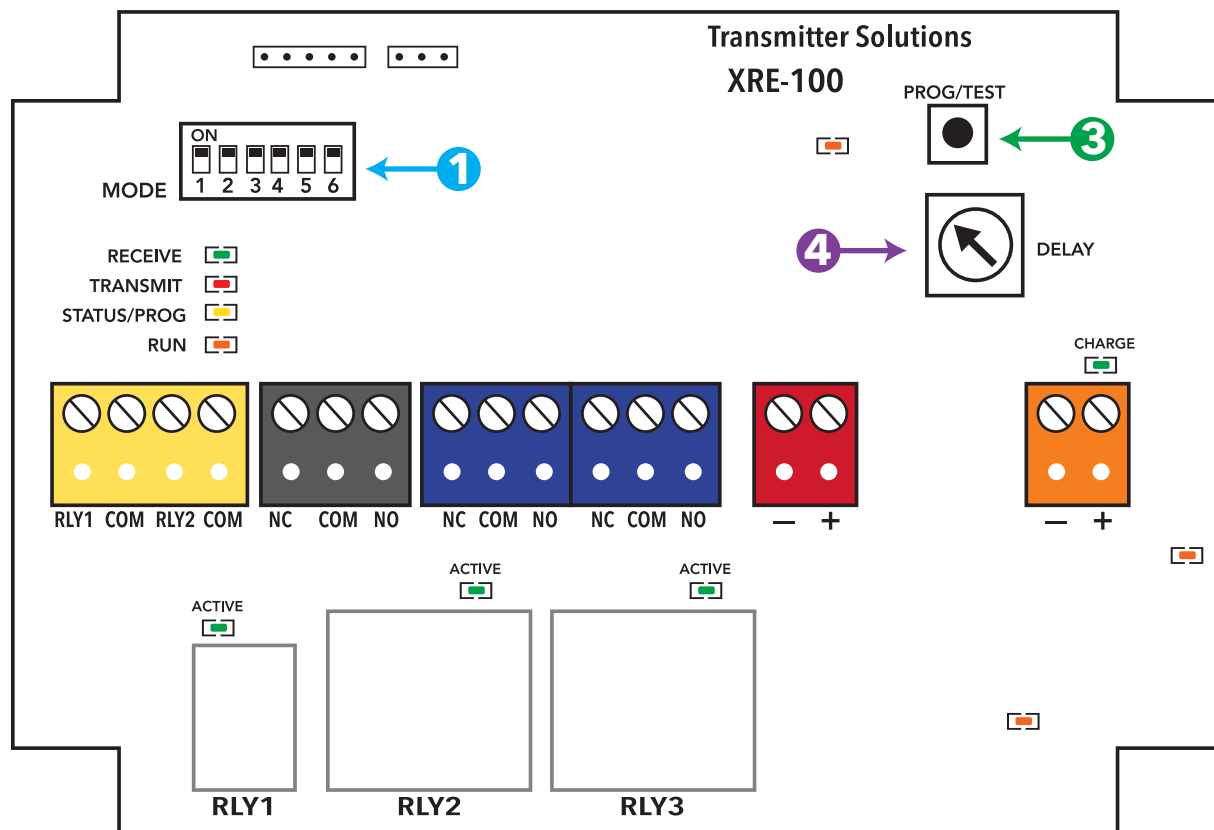 Transmitter Solutions
XRE-100
PROG/TEST
3
ON
1 2 3 4 5 6
MODE
1
4
DELAY
RECEIVE
TRANSMIT
STATUS/PROG
RUN
CHARGE
RLY1 COM RLY2 COM
NC COM NO
NC COM NO
NC COM NO
— +
— +
ACTIVE
ACTIVE
ACTIVE
RLY1
RLY2
RLY3